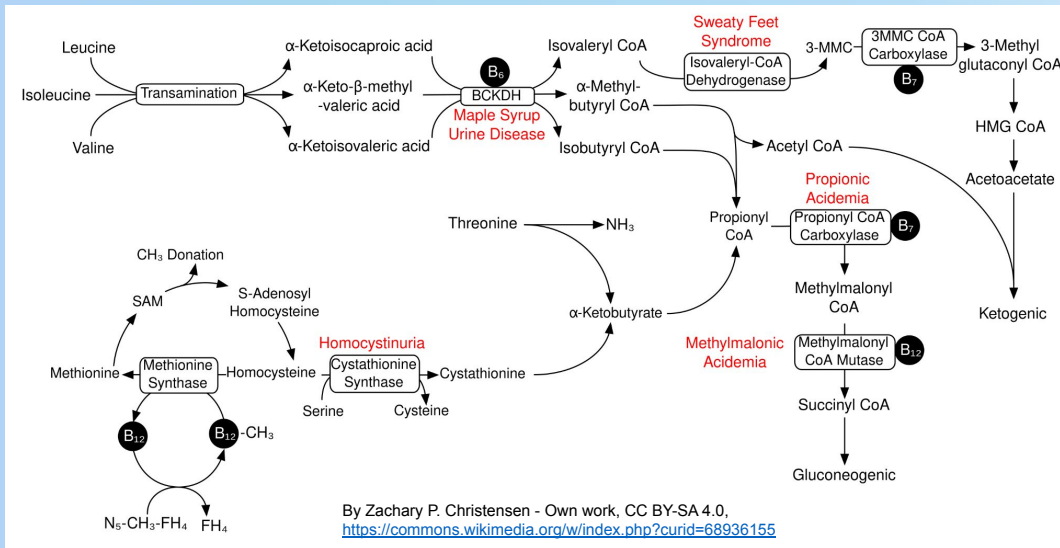 Leucine
Isoleucine
Valine
Transamination
α-Ketoisocaproic acid
α-Keto-β-methyl
-valeric acid
α-Ketoisovaleric acid
B₆
BCKDH
Maple Syrup
Urine Disease
Isovaleryl CoA
α-Methyl-
butyryl CoA
Isobutyryl CoA
Sweaty Feet
Syndrome
Isovaleryl-CoA
Dehydrogenase
3-MMC
3MMC CoA
Carboxylase
B₇
3-Methyl
glutaconyl CoA
HMG CoA
Acetoacetate
Acetyl CoA
Ketogenic
Threonine
NH₃
Propionyl
CoA
Propionic
Acidemia
Propionyl CoA
Carboxylase
B₇
Methylmalonyl
CoA
Methylmalonic
Acidemia
Methylmalonyl
CoA Mutase
B₁₂
Succinyl CoA
Gluconeogenic
α-Ketobutyrate
CH₃ Donation
SAM
S-Adenosyl
Homocysteine
Methionine
Methionine
Synthase
Homocysteine
Homocystinuria
Cystathionine
Synthase
Cystathionine
Serine
Cysteine
B₁₂
B₁₂-CH₃
N₅-CH₃-FH₄
FH₄
By Zachary P. Christensen - Own work, CC BY-SA 4.0,
https://commons.wikimedia.org/w/index.php?curid=68936155